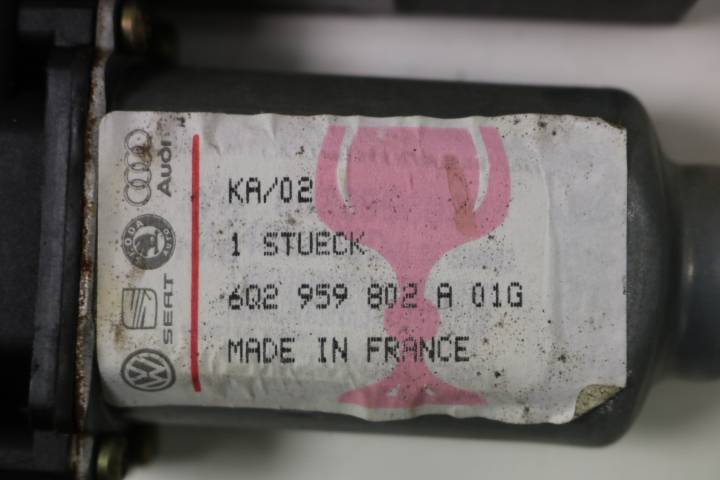 KA/02
1 STUECK
6Q2 959 802 A 01G
MADE IN FRANCE
Audi
SEAT